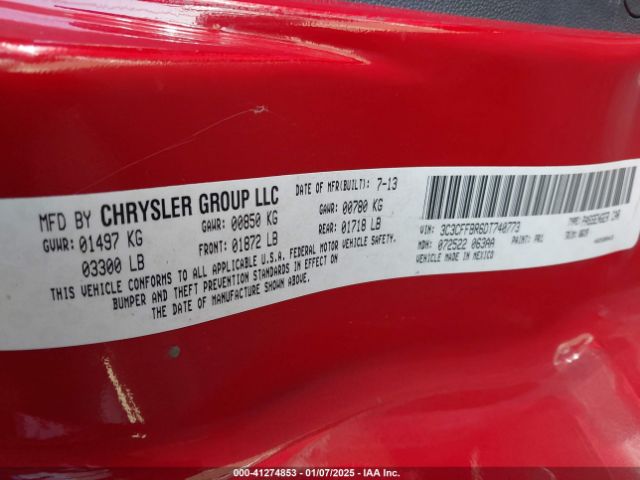 MFD BY CHRYSLER GROUP LLC
DATE OF MFR(BUILT): 7-13
GVWR: 01497 KG
GAWR: 00850 KG
GAWR: 00780 KG
03300 LB
FRONT: 01872 LB
REAR: 01718 LB
THIS VEHICLE CONFORMS TO ALL APPLICABLE U.S.A. FEDERAL MOTOR VEHICLE SAFETY,
BUMPER AND THEFT PREVENTION STANDARDS IN EFFECT ON
THE DATE OF MANUFACTURE SHOWN ABOVE.
VIN: 3C3CFFBR6DT740773
TYPE: PASSENGER CAR
MDH: 072522 063AA
PAINT: PR1
VEHICLE MADE IN MEXICO
000-41274853 - 01/07/2025 - IAA Inc.